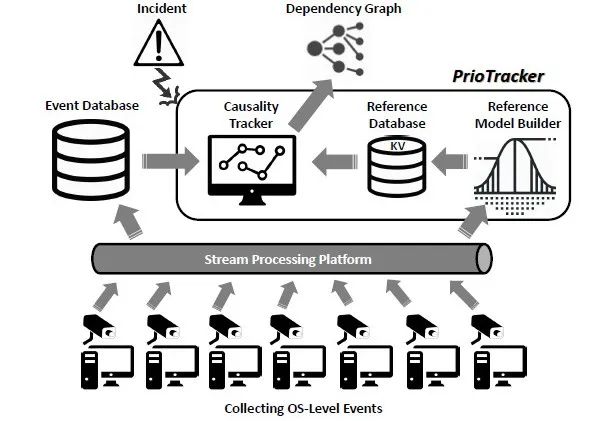 Incident
Dependency Graph
PrioTracker
Event Database
Causality
Tracker
Reference
Database
Reference
Model Builder
KV
Stream Processing Platform
Collecting OS-Level Events